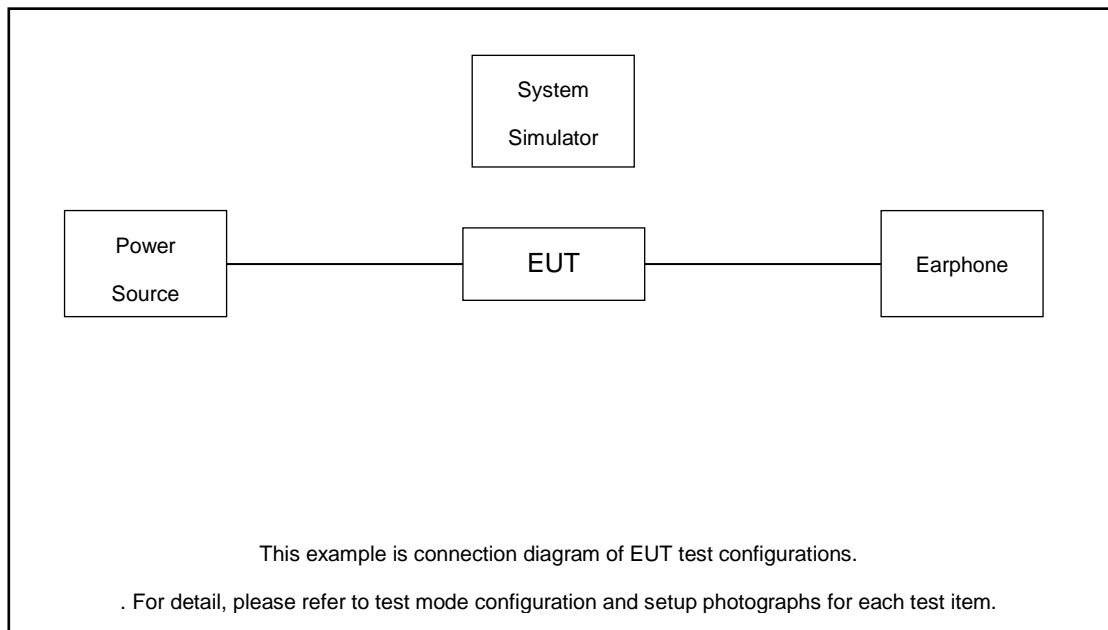 System
Simulator
Power
Source
EUT
Earphone
This example is connection diagram of EUT test configurations.
. For detail, please refer to test mode configuration and setup photographs for each test item.